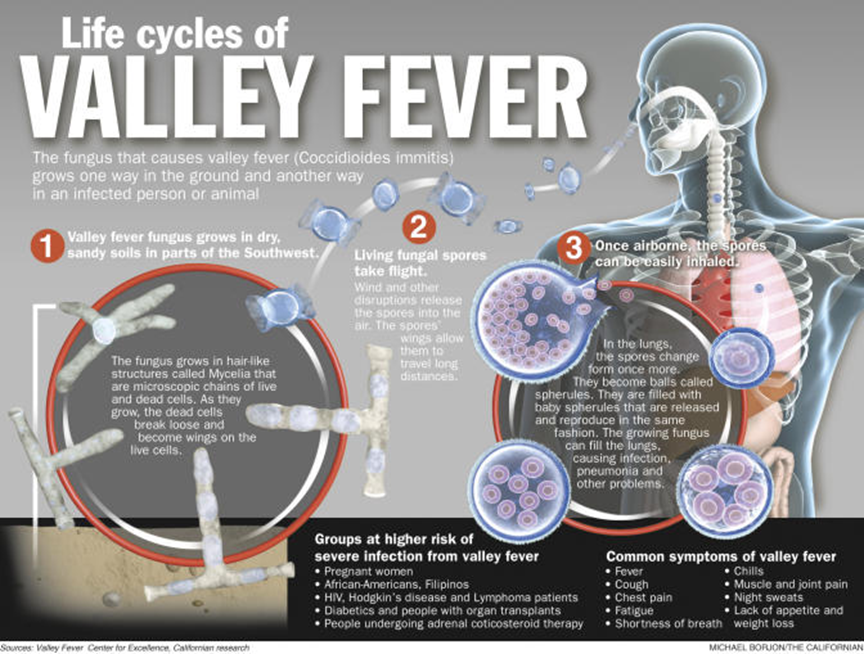 Life cycles of
VALLEY FEVER
The fungus that causes valley fever (Coccidioides immitis)
grows one way in the ground and another way
in an infected person or animal
1
Valley fever fungus grows in dry,
sandy soils in parts of the Southwest.
The fungus grows in hair-like
structures called Mycelia that
are microscopic chains of live
and dead cells. As they
grow, the dead cells
break loose and
become wings on the
live cells.
2
Living fungal spores
take flight.
Wind and other
disruptions release
the spores into the
air. The spores'
wings allow
them to
travel long
distances.
3
Once airborne, the spores
can be easily inhaled.
In the lungs,
the spores change
form once more.
They become balls called
spherules. They are filled with
baby spherules that are released
and reproduce in the same
fashion. The growing fungus
can fill the lungs,
causing infection,
pneumonia and
other problems.
Groups at higher risk of
severe infection from valley fever
• Pregnant women
• African-Americans, Filipinos
• HIV, Hodgkin's disease and Lymphoma patients
• Diabetics and people with organ transplants
• People undergoing adrenal coticosteroid therapy
Common symptoms of valley fever
• Fever
• Cough
• Chest pain
• Fatigue
• Shortness of breath
• Chills
• Muscle and joint pain
• Night sweats
• Lack of appetite and
weight loss
Sources: Valley Fever Center for Excellence, Californian research
MICHAEL BORJON/THE CALIFORNIAN